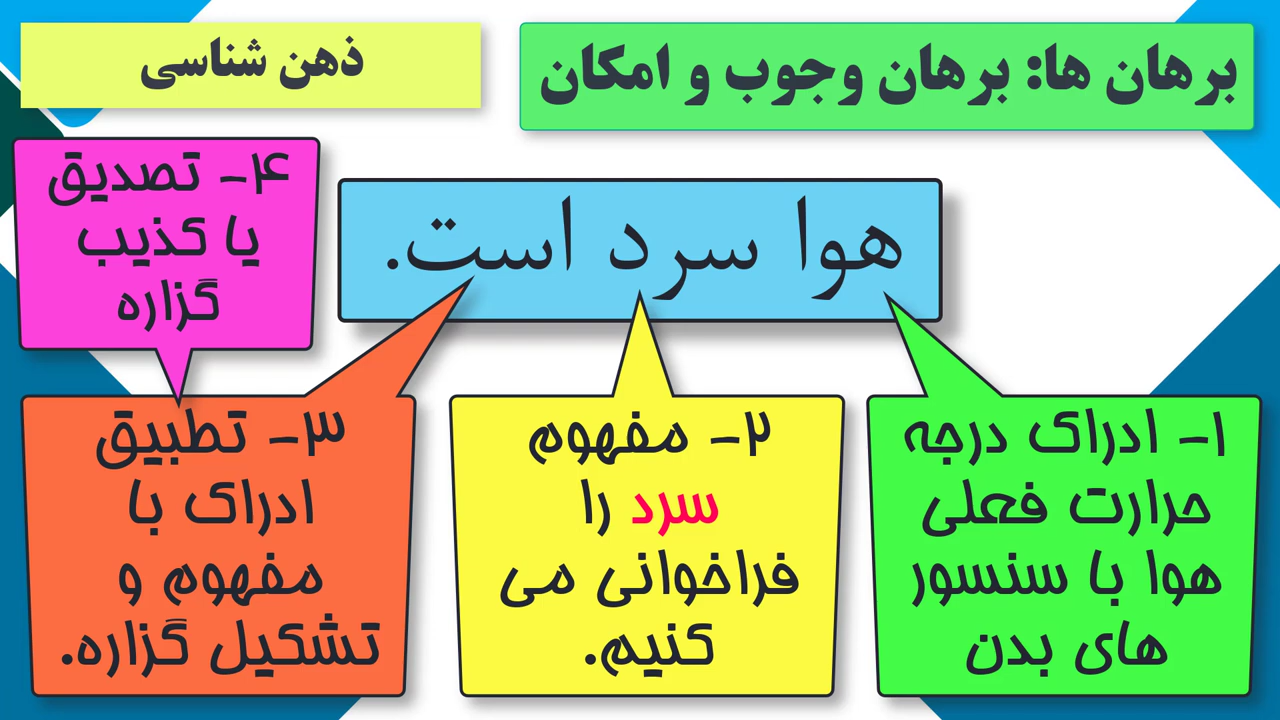 برهان ها: برهان وجوب و امکان
ذهن شناسی
هوا سرد است.
۱- ادراک درجه
حرارت فعلی
هوا با سنسور
های بدن
۲- مفهوم
سرد را
فراخوانی می
کنیم.
۳- تطبیق
ادراک با
مفهوم و
تشکیل گزاره.
۴- تصدیق
یا کذیب
گزاره